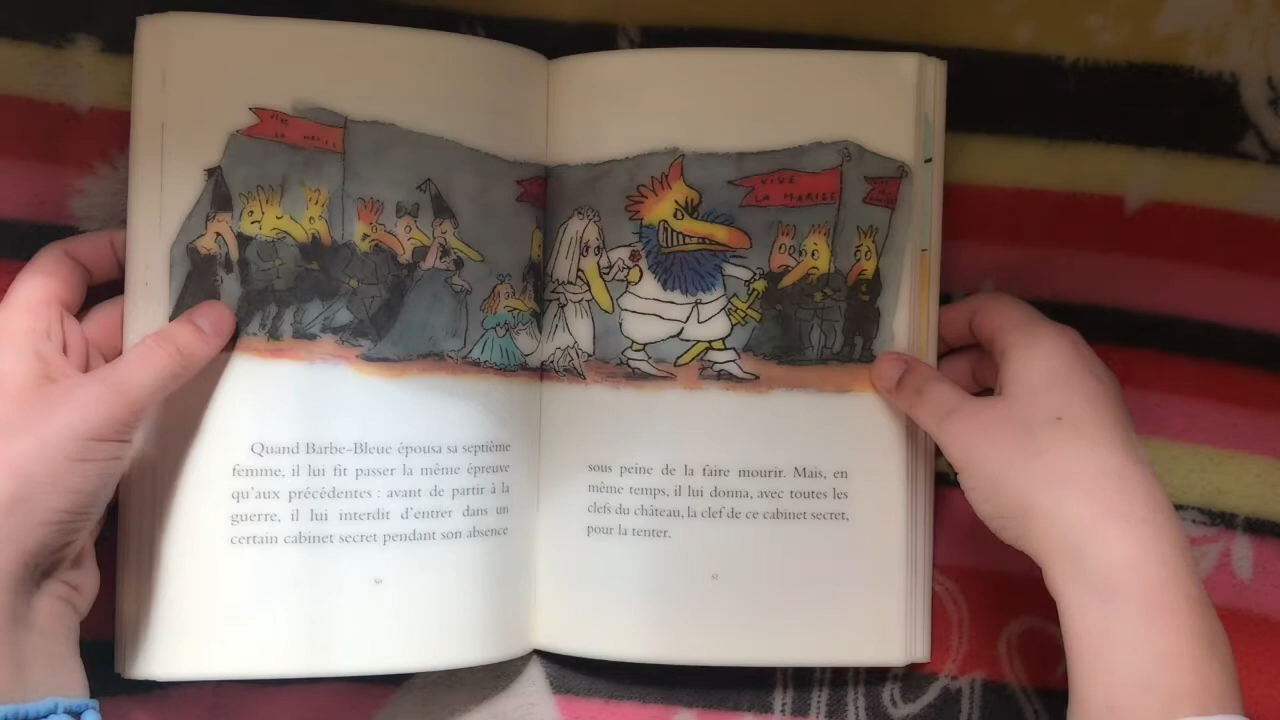 VIVE
LA MARIEE
Quand Barbe-Bleue épousa sa septième
femme, il lui fit passer la même épreuve
qu'aux précédentes : avant de partir à la
guerre, il lui interdit d'entrer dans un
certain cabinet secret pendant son absence
50
sous peine de la faire mourir. Mais, en
même temps, il lui donna, avec toutes les
clefs du château, la clef de ce cabinet secret,
pour la tenter.
51